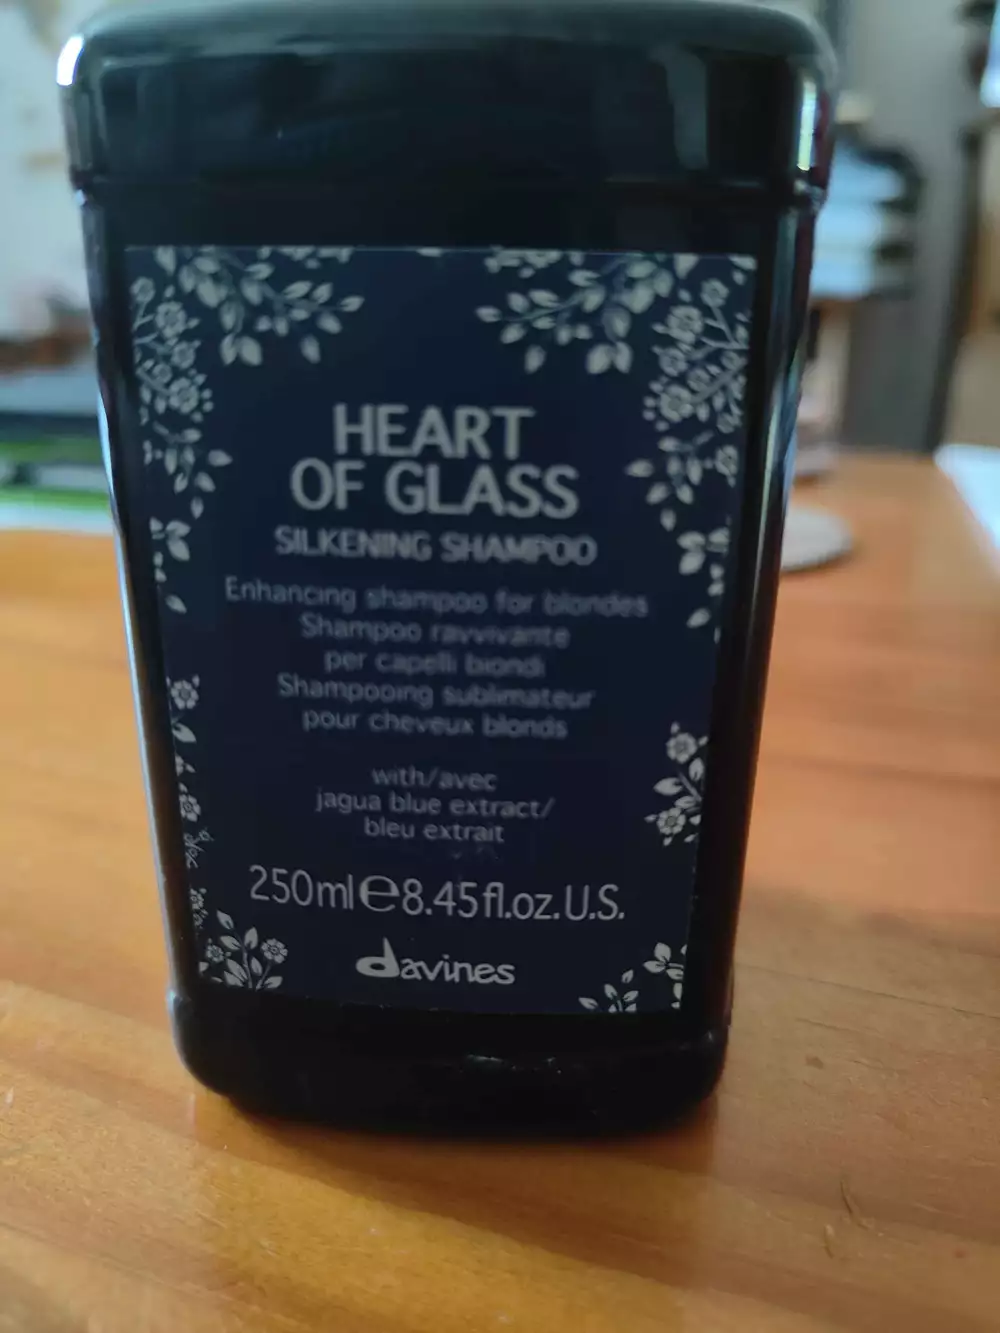 HEART
OF GLASS
SILKENING SHAMPOO
Enhancing shampoo for blondes
Shampoo ravvivante
per capelli biondi
Shampooing sublimateur
pour cheveux blonds
with/avec
jagua blue extract/
bleu extrait
250ml℮8.45fl.oz.U.S.
davines